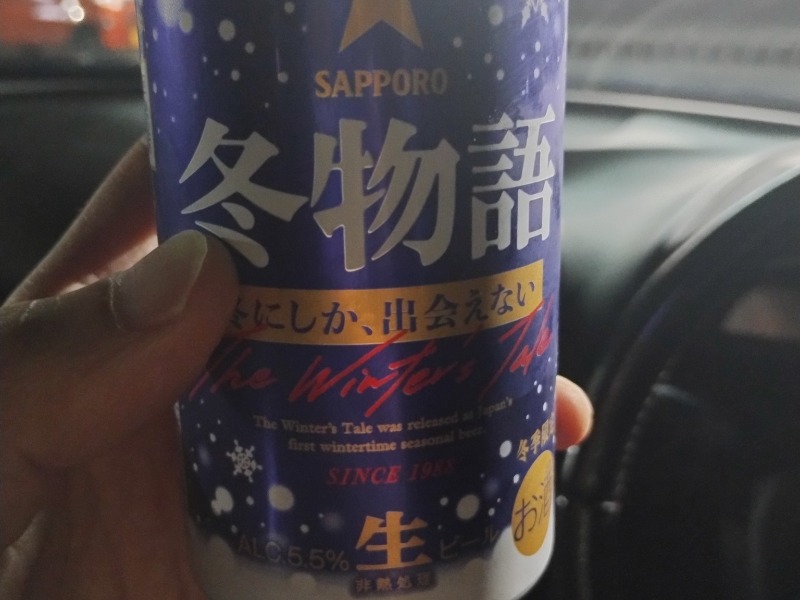 SAPPORO
冬物語
冬にしか、出会えない
The Winter's Tale
The Winter's Tale was released as Japan's
first wintertime seasonal beer.
SINCE 1988
冬季限定
お酒
ALC.5.5% 生 ビール
非熱処理